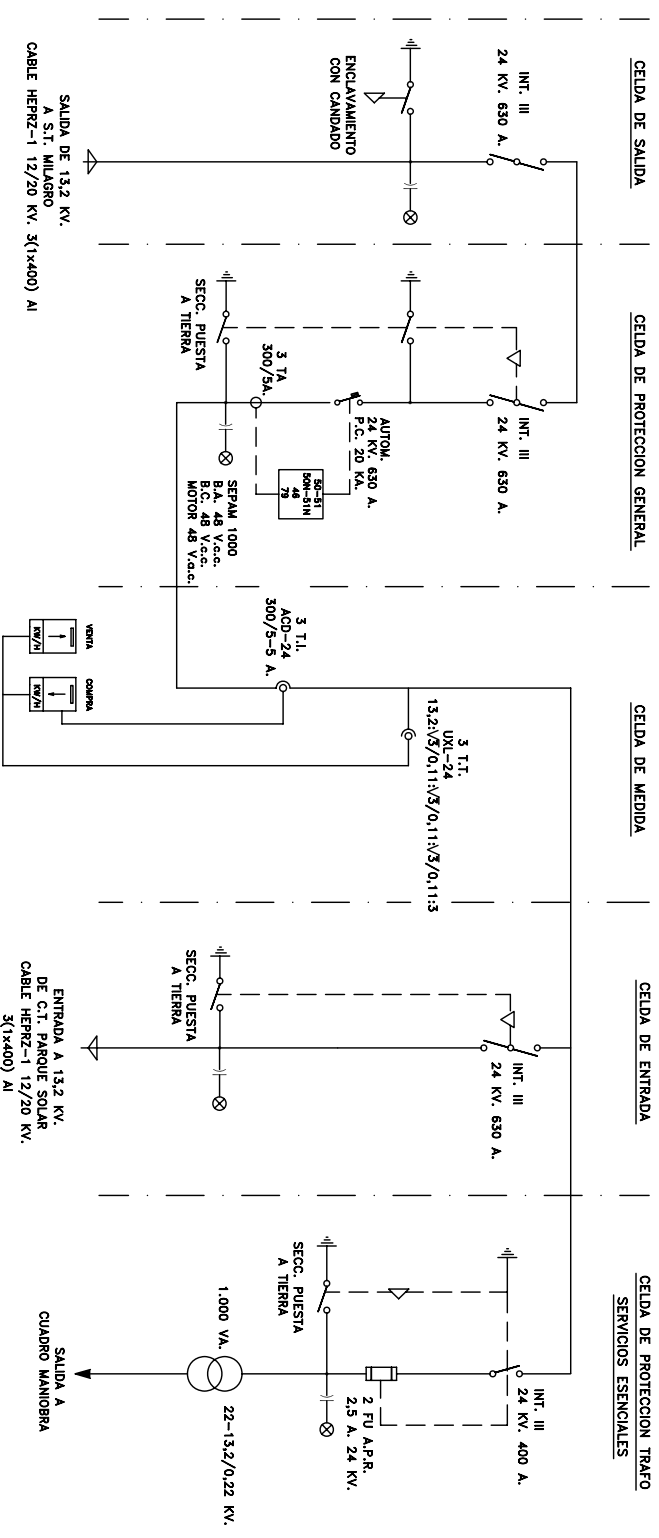 CELDA DE SALIDA
INT. III
24 KV. 630 A.
ENCLAVAMIENTO
CON CANDADO
SALIDA DE 13,2 KV.
A S.T. MILAGRO
CABLE HEPRZ-1 12/20 KV. 3(1x400) Al
CELDA DE PROTECCION GENERAL
INT. III
24 KV. 630 A.
AUTOM.
24 KV. 630 A.
P.C. 20 KA.
50-51
50N-51N
46
79
3 TA
300/5A.
SECC. PUESTA
A TIERRA
SEPAM 1000
B.A. 48 V.c.c.
B.C. 48 V.c.c.
MOTOR 48 V.a.c.
CELDA DE MEDIDA
3 T.T.
UXL-24
13,2:√3/0,11:√3/0,11:√3/0,11:3
3 T.I.
ACD-24
300/5-5 A.
VENTA
KW/H
COMPRA
KW/H
CELDA DE ENTRADA
INT. III
24 KV. 630 A.
SECC. PUESTA
A TIERRA
ENTRADA A 13,2 KV.
DE C.T. PARQUE SOLAR
CABLE HEPRZ-1 12/20 KV.
3(1x400) Al
CELDA DE PROTECCION TRAFO
SERVICIOS ESENCIALES
INT. III
24 KV. 400 A.
2 FU A.P.R.
2,5 A. 24 KV.
SECC. PUESTA
A TIERRA
1.000 VA.
22-13,2/0,22 KV.
SALIDA A
CUADRO MANIOBRA